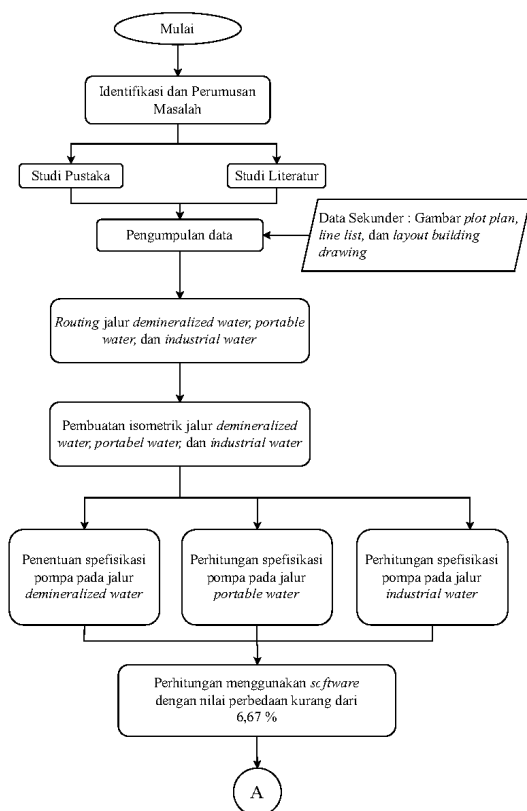 Mulai
Identifikasi dan Perumusan
Masalah
Studi Pustaka
Studi Literatur
Data Sekunder : Gambar plot plan,
line list, dan layout building
drawing
Pengumpulan data
Routing jalur demineralized water, portable
water, dan industrial water
Pembuatan isometrik jalur demineralized
water, portabel water, dan industrial water
Penentuan spefisikasi
pompa pada jalur
demineralized water
Perhitungan spefisikasi
pompa pada jalur
portable water
Perhitungan spefisikasi
pompa pada jalur
industrial water
Perhitungan menggunakan software
dengan nilai perbedaan kurang dari
6,67 %
A